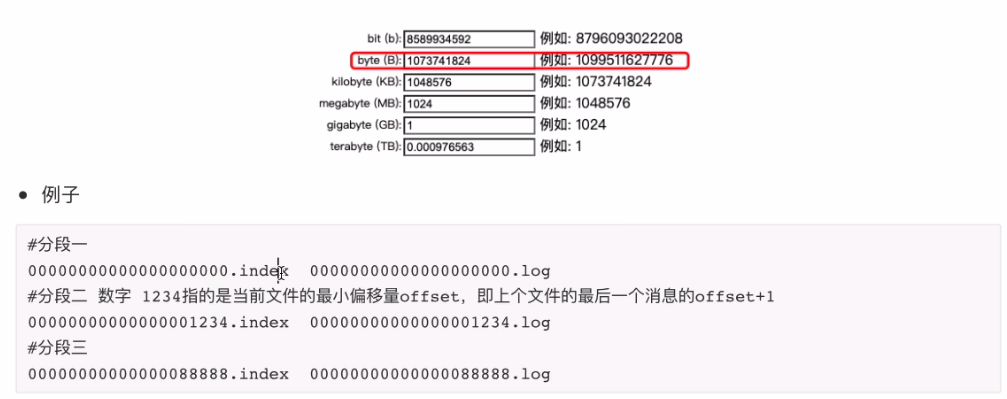 bit (b): 8589934592 例如: 8796093022208
byte (B): 1073741824 例如: 1099511627776
kilobyte (KB): 1048576 例如: 1073741824
megabyte (MB): 1024 例如: 1048576
gigabyte (GB): 1 例如: 1024
terabyte (TB): 0.000976563 例如: 1
• 例子
#分段一
00000000000000000000.index 00000000000000000000.log
#分段二 数字 1234指的是当前文件的最小偏移量offset，即上个文件的最后一个消息的offset+1
00000000000000001234.index 00000000000000001234.log
#分段三
00000000000000088888.index 00000000000000088888.log